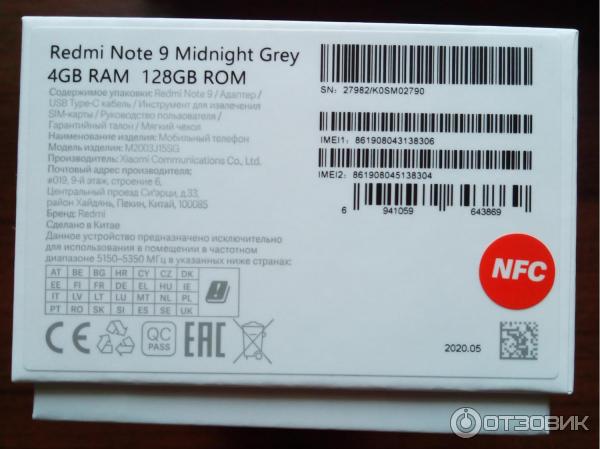 Redmi Note 9 Midnight Grey
4GB RAM 128GB ROM
Содержимое упаковки: Redmi Note 9 / Адаптер /
USB Type-C кабель / Инструмент для извлечения
SIM-карты / Руководство пользователя /
Гарантийный талон / Мягкий чехол
Наименование изделия: Мобильный телефон
Модель изделия: M2003J15SG
Производитель: Xiaomi Communications Co., Ltd.
Почтовый адрес производителя:
#019, 9-й этаж, строение 6,
Центральный проезд Си'эрци, д.33,
район Хайдянь, Пекин, Китай, 100085
Бренд: Redmi
Сделано в Китае
Данное устройство предназначено исключительно
для использования в помещении в частотном
диапазоне 5150-5350 МГц в указанных ниже странах:
AT BE BG HR CY CZ DK
EE FI FR DE EL HU IE
IT LV LT LU MT NL PL
PT RO SK SI ES SE UK
CE
QC PASS
EAC
SN: 27982/K0SM02790
IMEI1: 861908043138306
IMEI2: 861908045138304
6 941059 643869
NFC
2020.05
ОТЗОВИК